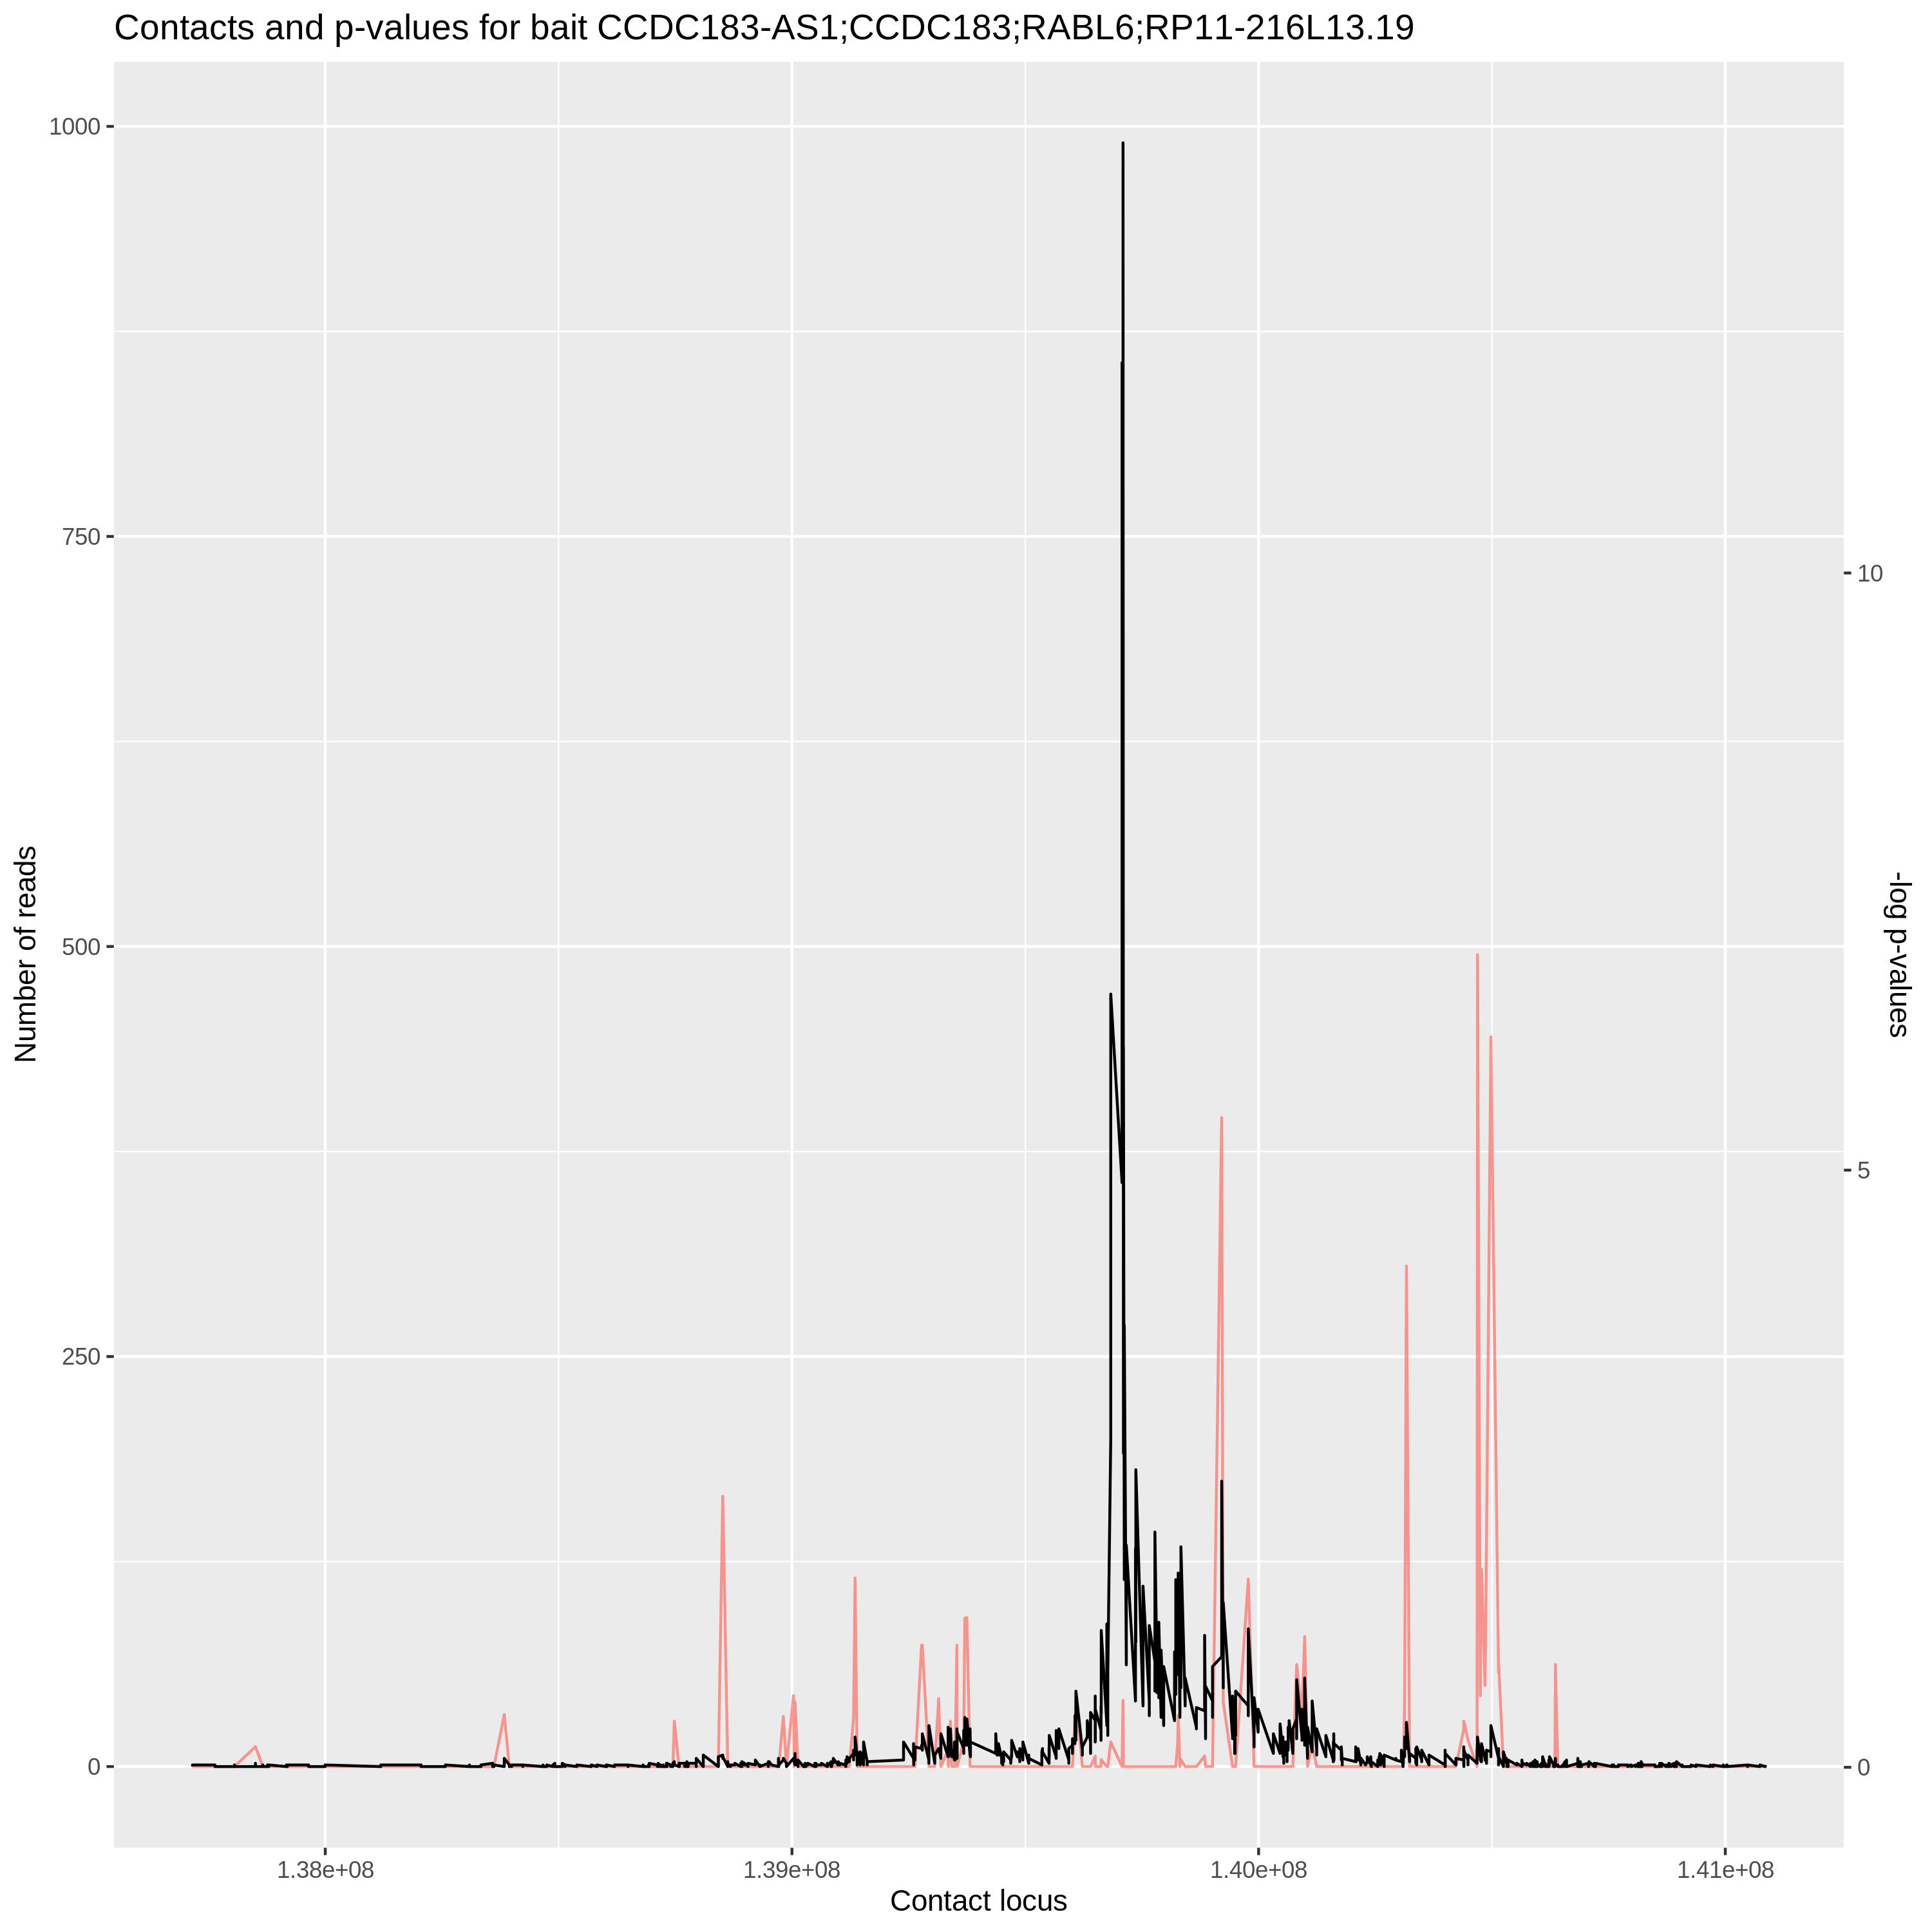 Contacts and p-values for bait CCDC183-AS1;CCDC183;RABL6;RP11-216L13.19
1000
750
500
250
0
Number of reads
10
5
0
-log p-values
1.38e+08
1.39e+08
1.40e+08
1.41e+08
Contact locus